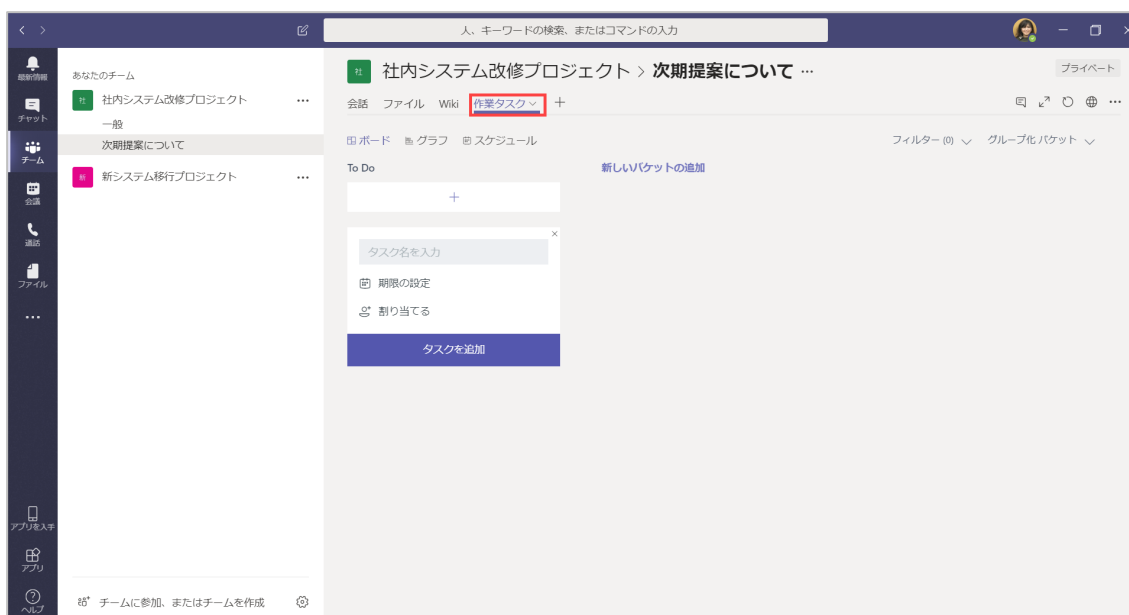 人、キーワードの検索、またはコマンドの入力
最新情報
チャット
チーム
会議
通話
ファイル
アプリを入手
アプリ
ヘルプ
あなたのチーム
社 社内システム改修プロジェクト ...
一般
次期提案について
新 新システム移行プロジェクト ...
チームに参加、またはチームを作成
社 社内システム改修プロジェクト > 次期提案について ...
プライベート
会話 ファイル Wiki 作業タスク +
ボード グラフ スケジュール
フィルター (0) グループ化 バケット
To Do
新しいバケットの追加
+
タスク名を入力
期限の設定
割り当てる
タスクを追加